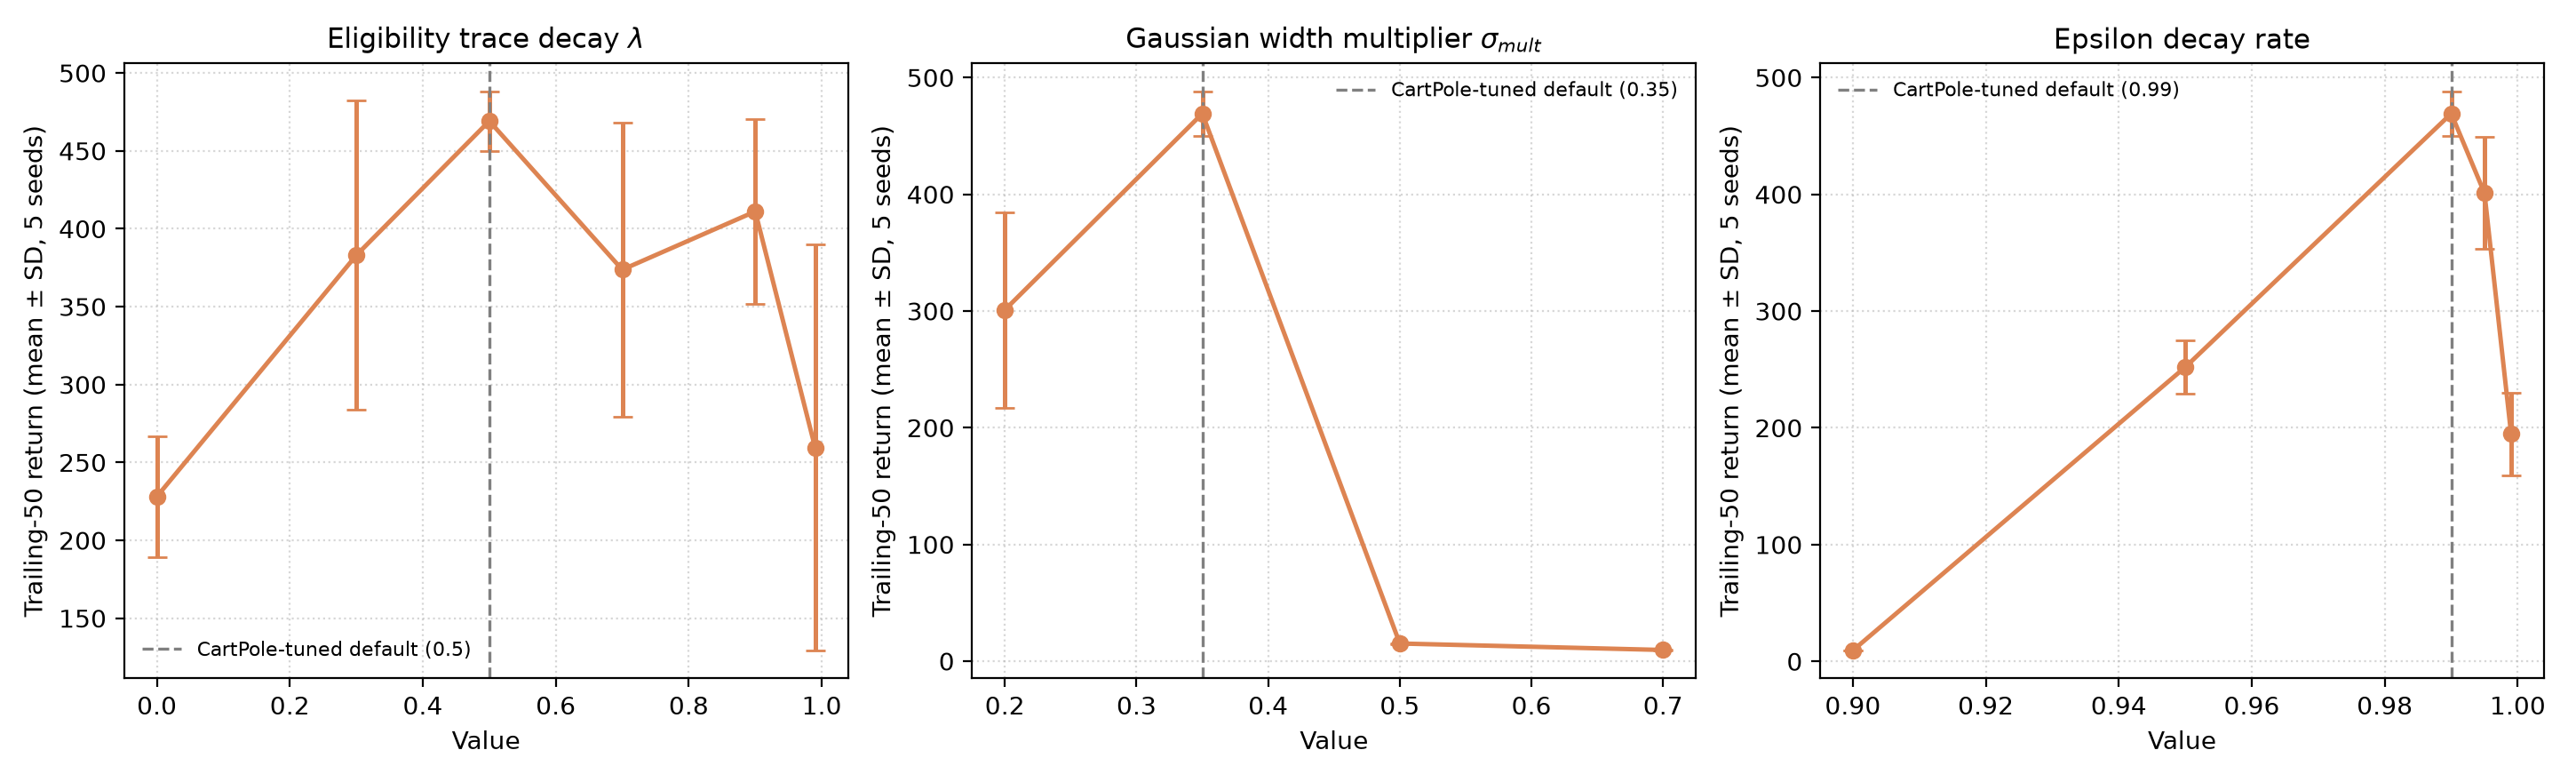 Eligibility trace decay λ
Trailing-50 return (mean ± SD, 5 seeds)
500
450
400
350
300
250
200
150
CartPole-tuned default (0.5)
0.0 0.2 0.4 0.6 0.8 1.0
Value
Gaussian width multiplier σ_mult
Trailing-50 return (mean ± SD, 5 seeds)
500
400
300
200
100
0
CartPole-tuned default (0.35)
0.2 0.3 0.4 0.5 0.6 0.7
Value
Epsilon decay rate
Trailing-50 return (mean ± SD, 5 seeds)
500
400
300
200
100
0
CartPole-tuned default (0.99)
0.90 0.92 0.94 0.96 0.98 1.00
Value